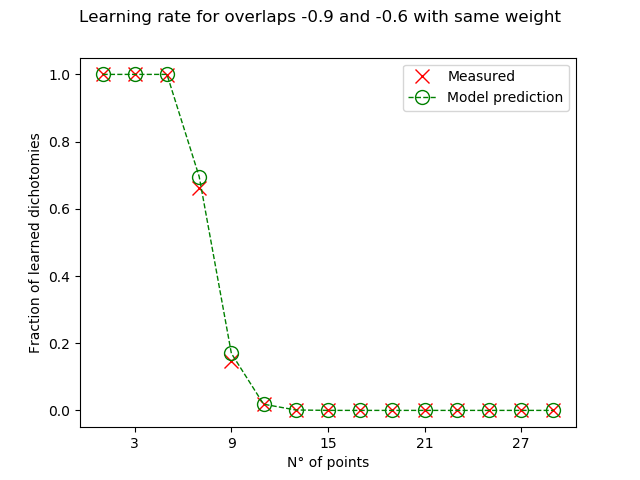 Learning rate for overlaps -0.9 and -0.6 with same weight
Measured
Model prediction
Fraction of learned dichotomies
1.0
0.8
0.6
0.4
0.2
0.0
3 9 15 21 27
N° of points